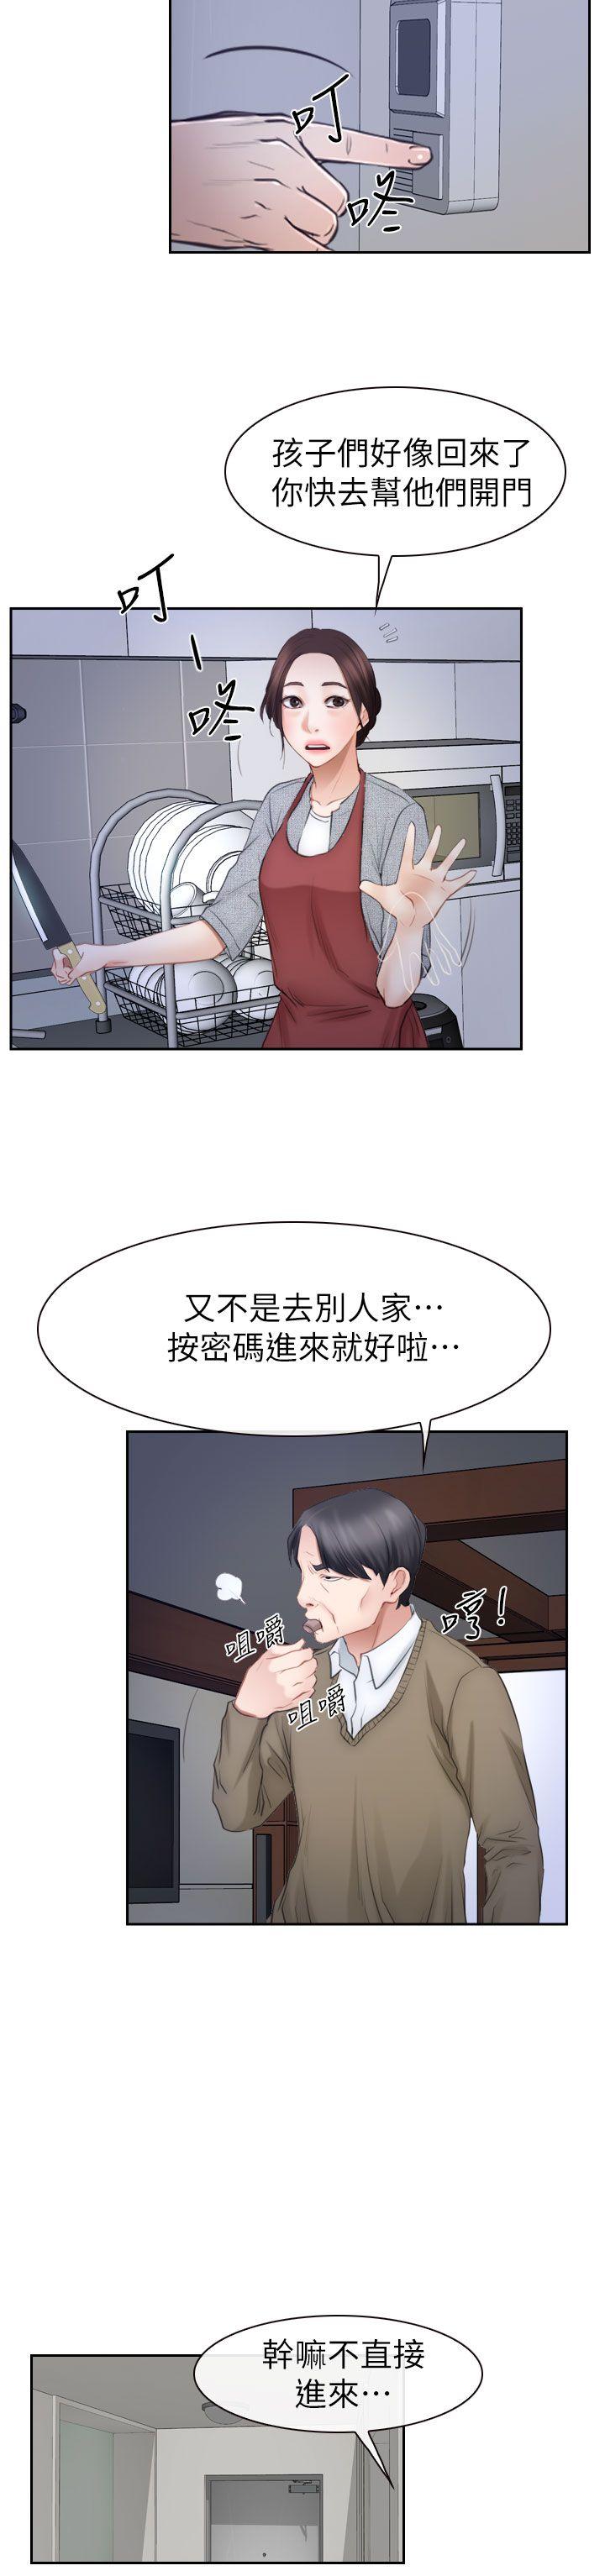 叮
咚
孩子們好像回來了
你快去幫他們開門
叮
-
咚
又不是去別人家⋯
按密碼進來就好啦⋯
哼！
咀嚼
咀嚼
幹嘛不直接
進來⋯